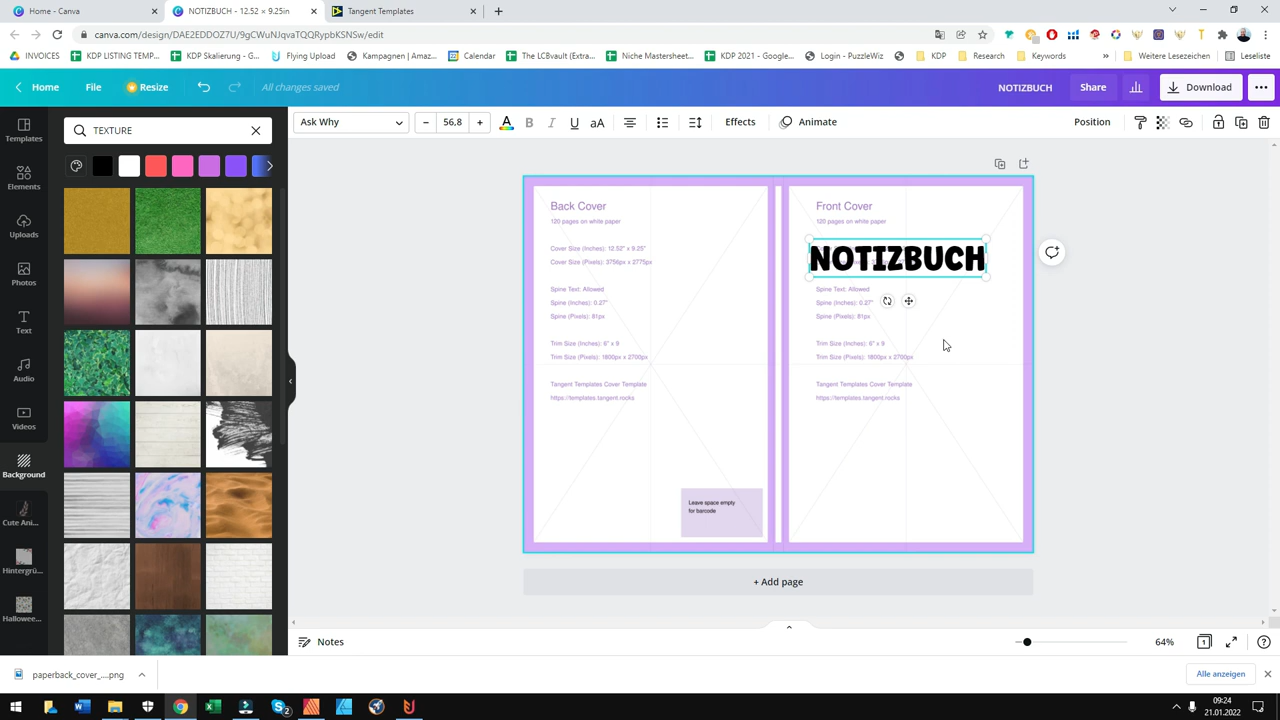 Home - Canva
NOTIZBUCH - 12.52 × 9.25in
Tangent Templates
canva.com/design/DAE2EDDOZ7U/9gCWuNJqvaTQQRypbKSNSw/edit
INVOICES
KDP LISTING TEMP...
KDP Skalierung - G...
Flying Upload
Kampagnen | Amaz...
Calendar
The LCBvault (Extra...
Niche Mastersheet...
KDP 2021 - Google...
Login - PuzzleWiz
KDP
Research
Keywords
Weitere Lesezeichen
Leseliste
Home
File
Resize
All changes saved
NOTIZBUCH
Share
Download
TEXTURE
Ask Why
56,8
B
I
U
aA
Effects
Animate
Position
Templates
Elements
Uploads
Photos
Text
Audio
Videos
Background
Cute Ani...
Hintergrü...
Hallowee...
Back Cover
120 pages on white paper
Cover Size (Inches): 12.52" x 9.25"
Cover Size (Pixels): 3756px x 2775px
Spine Text: Allowed
Spine (Inches): 0.27"
Spine (Pixels): 81px
Trim Size (Inches): 6" x 9
Trim Size (Pixels): 1800px x 2700px
Tangent Templates Cover Template
https://templates.tangent.rocks
Leave space empty
for barcode
Front Cover
120 pages on white paper
NOTIZBUCH
Spine Text: Allowed
Spine (Inches): 0.27"
Spine (Pixels): 81px
Trim Size (Inches): 6" x 9
Trim Size (Pixels): 1800px x 2700px
Tangent Templates Cover Template
https://templates.tangent.rocks
+ Add page
Notes
64%
1
paperback_cover_....png
Alle anzeigen
09:24
21.01.2022